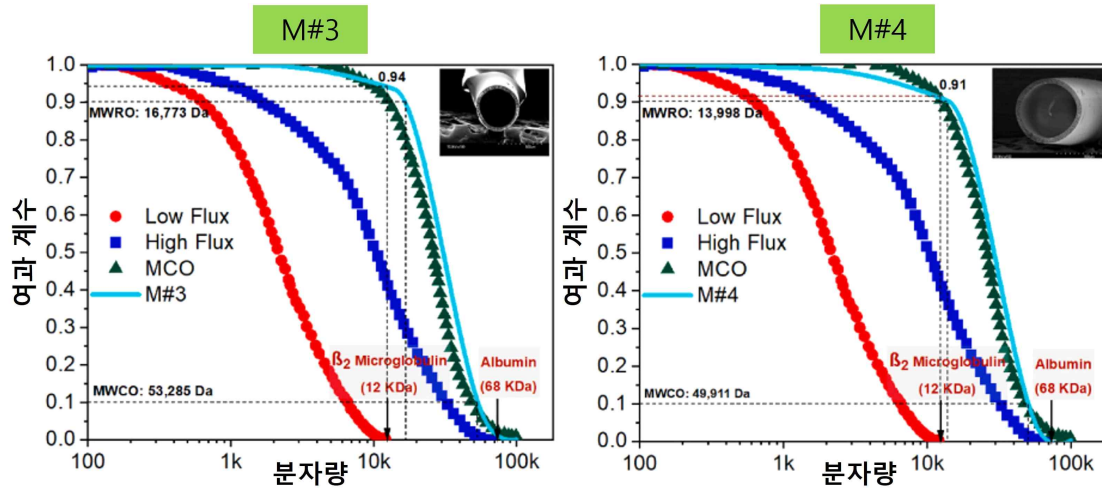 M#3
1.0
0.9
0.8
0.7
0.6
0.5
0.4
0.3
0.2
0.1
0.0
여과 계수
0.94
MWRO: 16,773 Da
Low Flux
High Flux
MCO
M#3
ß2 Microglobulin
(12 KDa)
Albumin
(68 KDa)
MWCO: 53,285 Da
100
1k
10k
100k
분자량
M#4
1.0
0.9
0.8
0.7
0.6
0.5
0.4
0.3
0.2
0.1
0.0
여과 계수
0.91
MWRO: 13,998 Da
Low Flux
High Flux
MCO
M#4
ß2 Microglobulin
(12 KDa)
Albumin
(68 KDa)
MWCO: 49,911 Da
100
1k
10k
100k
분자량